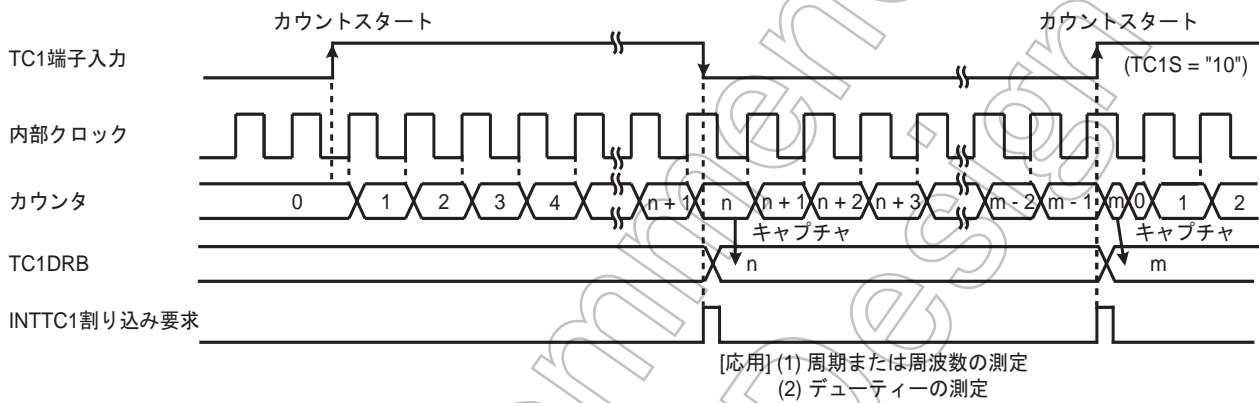 カウントスタート カウントスタート
TC1端子入力 (TC1S = "10")
内部クロック
カウンタ 0 1 2 3 4 n + 1 n n + 1 n + 2 n + 3 m - 2 m - 1 m 0 1 2
キャプチャ キャプチャ
TC1DRB n m
INTTC1割り込み要求
[応用] (1) 周期または周波数の測定
(2) デューティーの測定